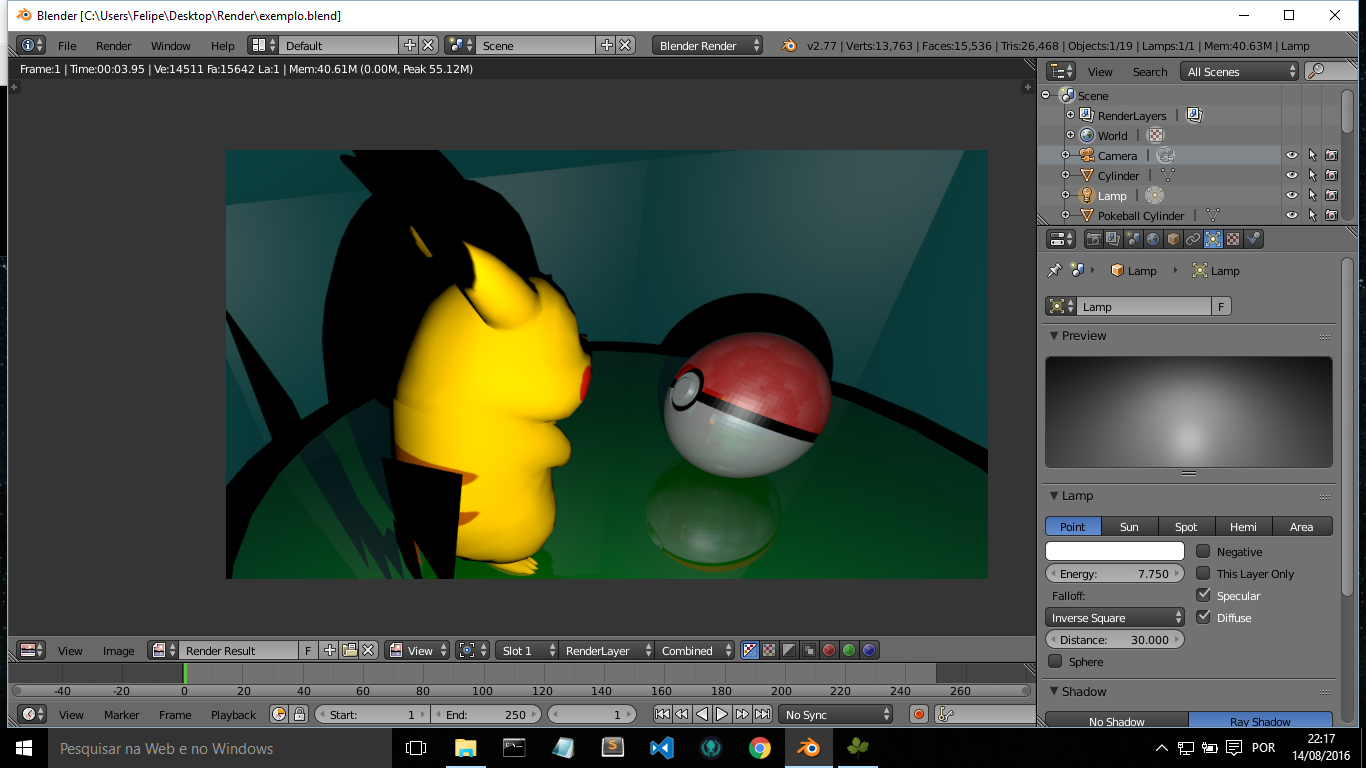 Blender [C:\Users\Felipe\Desktop\Render\exemplo.blend]
File Render Window Help Default Scene Blender Render v2.77 | Verts:13,763 | Faces:15,536 | Tris:26,468 | Objects:1/19 | Lamps:1/1 | Mem:40.63M | Lamp
Frame:1 | Time:00:03.95 | Ve:14511 Fa:15642 La:1 | Mem:40.61M (0.00M, Peak 55.12M)
View Search All Scenes
Scene
RenderLayers |
World |
Camera |
Cylinder |
Lamp |
Pokeball Cylinder |
Lamp Lamp
Lamp F
Preview
Lamp
Point Sun Spot Hemi Area
Negative
Energy: 7.750 This Layer Only
Falloff: Specular
Inverse Square Diffuse
Distance: 30.000
Sphere
Shadow
No Shadow Ray Shadow
View Image Render Result F View Slot 1 RenderLayer Combined
-40 -20 0 20 40 60 80 100 120 140 160 180 200 220 240 260
View Marker Frame Playback Start: 1 End: 250 1 No Sync
Pesquisar na Web e no Windows
POR
22:17
14/08/2016